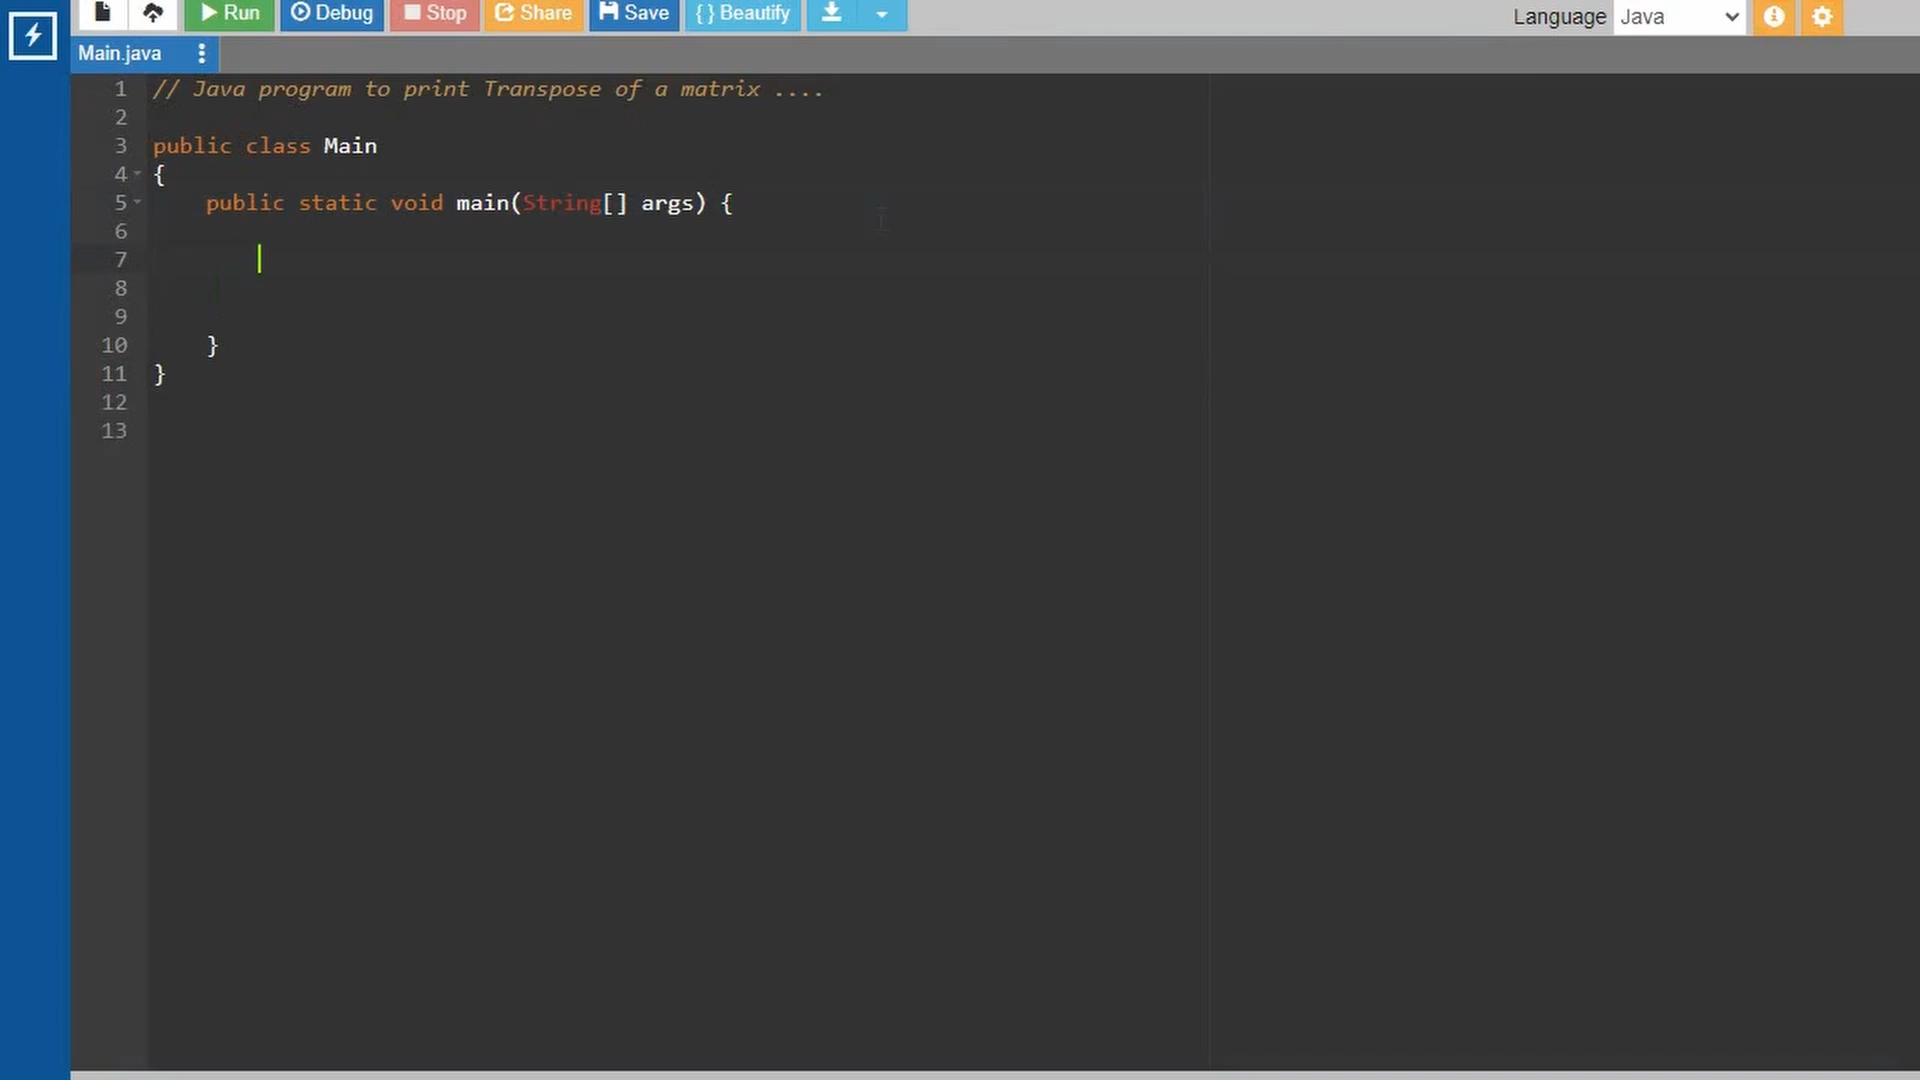 Run Debug Stop Share Save { } Beautify Language Java
Main.java
1 // Java program to print Transpose of a matrix ....
2
3 public class Main
4 {
5 public static void main(String[] args) {
6
7
8
9
10 }
11 }
12
13